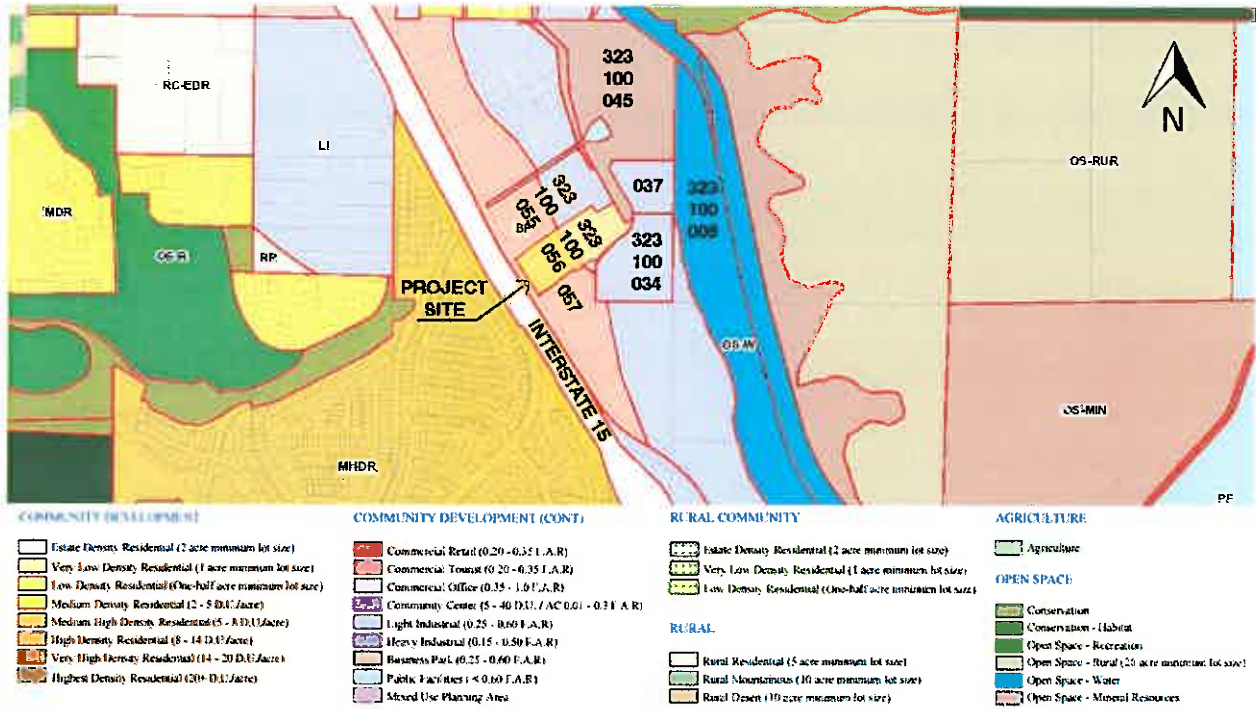 323
100
045
RC-EDR
N
LI
OS-RUR
037
323
100
055
323
100
MDR
323
100
056
323
100
034
RR
PROJECT
SITE
057
INTERSTATE 15
OS-W
OS-MIN
MHDR
PF
COMMUNITY DEVELOPMENT
Estate Density Residential (2 acre minimum lot size)
Very Low Density Residential (1 acre minimum lot size)
Low Density Residential (One-half acre minimum lot size)
Medium Density Residential (2 - 5 D.U./acre)
Medium High Density Residential (5 - 8 D.U./acre)
High Density Residential (8 - 14 D.U./acre)
Very High Density Residential (14 - 20 D.U./acre)
Highest Density Residential (20+ D.U./acre)
COMMUNITY DEVELOPMENT (CONT)
Commercial Retail (0.20 - 0.35 F.A.R)
Commercial Tourist (0.20 - 0.35 F.A.R)
Commercial Office (0.35 - 1.0 F.A.R)
Community Center (5 - 40 D.U. / AC 0.01 - 0.3 F.A.R)
Light Industrial (0.25 - 0.60 F.A.R)
Heavy Industrial (0.15 - 0.50 F.A.R)
Business Park (0.25 - 0.60 F.A.R)
Public Facilities ( < 0.60 F.A.R)
Mixed Use Planning Area
RURAL COMMUNITY
Estate Density Residential (2 acre minimum lot size)
Very Low Density Residential (1 acre minimum lot size)
Low Density Residential (One-half acre minimum lot size)
RURAL
Rural Residential (5 acre minimum lot size)
Rural Mountainous (10 acre minimum lot size)
Rural Desert (10 acre minimum lot size)
AGRICULTURE
Agriculture
OPEN SPACE
Conservation
Conservation - Habitat
Open Space - Recreation
Open Space - Rural (20 acre minimum lot size)
Open Space - Water
Open Space - Mineral Resources